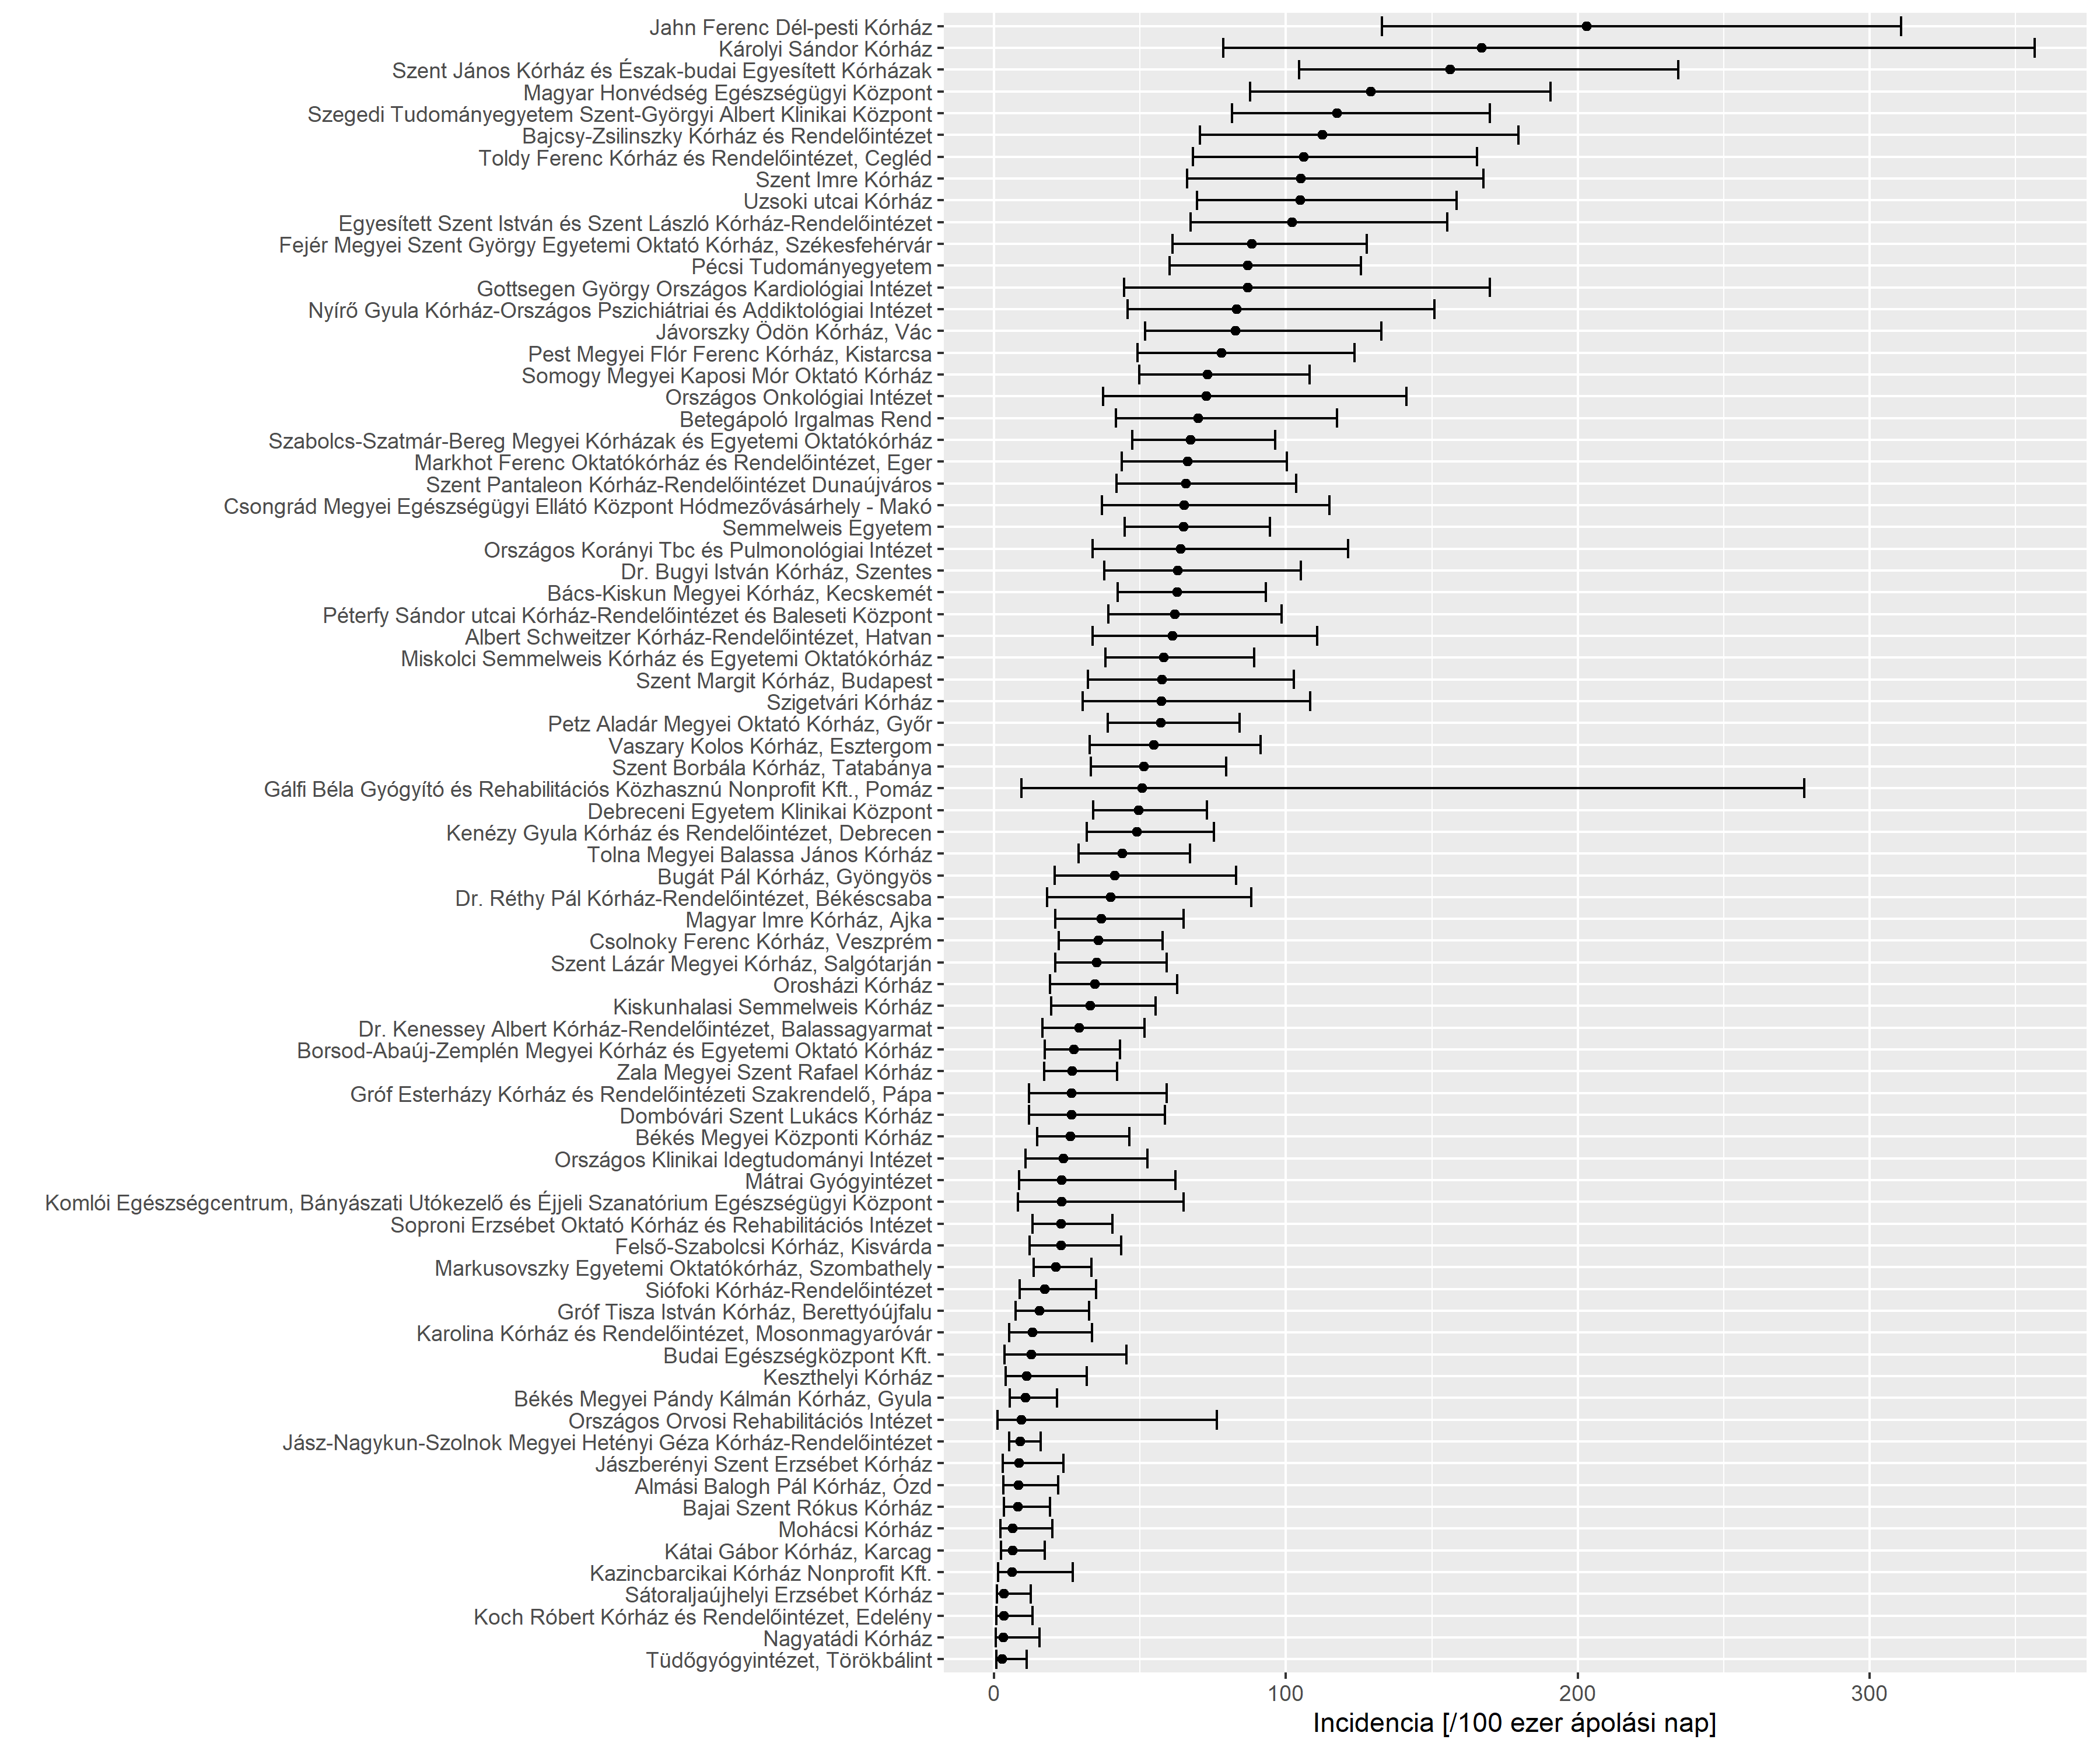 Jahn Ferenc Dél-pesti Kórház
Károlyi Sándor Kórház
Szent János Kórház és Észak-budai Egyesített Kórházak
Magyar Honvédség Egészségügyi Központ
Szegedi Tudományegyetem Szent-Györgyi Albert Klinikai Központ
Bajcsy-Zsilinszky Kórház és Rendelőintézet
Toldy Ferenc Kórház és Rendelőintézet, Cegléd
Szent Imre Kórház
Uzsoki utcai Kórház
Egyesített Szent István és Szent László Kórház-Rendelőintézet
Fejér Megyei Szent György Egyetemi Oktató Kórház, Székesfehérvár
Pécsi Tudományegyetem
Gottsegen György Országos Kardiológiai Intézet
Nyírő Gyula Kórház-Országos Pszichiátriai és Addiktológiai Intézet
Jávorszky Ödön Kórház, Vác
Pest Megyei Flór Ferenc Kórház, Kistarcsa
Somogy Megyei Kaposi Mór Oktató Kórház
Országos Onkológiai Intézet
Betegápoló Irgalmas Rend
Szabolcs-Szatmár-Bereg Megyei Kórházak és Egyetemi Oktatókórház
Markhot Ferenc Oktatókórház és Rendelőintézet, Eger
Szent Pantaleon Kórház-Rendelőintézet Dunaújváros
Csongrád Megyei Egészségügyi Ellátó Központ Hódmezővásárhely - Makó
Semmelweis Egyetem
Országos Korányi Tbc és Pulmonológiai Intézet
Dr. Bugyi István Kórház, Szentes
Bács-Kiskun Megyei Kórház, Kecskemét
Péterfy Sándor utcai Kórház-Rendelőintézet és Baleseti Központ
Albert Schweitzer Kórház-Rendelőintézet, Hatvan
Miskolci Semmelweis Kórház és Egyetemi Oktatókórház
Szent Margit Kórház, Budapest
Szigetvári Kórház
Petz Aladár Megyei Oktató Kórház, Győr
Vaszary Kolos Kórház, Esztergom
Szent Borbála Kórház, Tatabánya
Gálfi Béla Gyógyító és Rehabilitációs Közhasznú Nonprofit Kft., Pomáz
Debreceni Egyetem Klinikai Központ
Kenézy Gyula Kórház és Rendelőintézet, Debrecen
Tolna Megyei Balassa János Kórház
Bugát Pál Kórház, Gyöngyös
Dr. Réthy Pál Kórház-Rendelőintézet, Békéscsaba
Magyar Imre Kórház, Ajka
Csolnoky Ferenc Kórház, Veszprém
Szent Lázár Megyei Kórház, Salgótarján
Orosházi Kórház
Kiskunhalasi Semmelweis Kórház
Dr. Kenessey Albert Kórház-Rendelőintézet, Balassagyarmat
Borsod-Abaúj-Zemplén Megyei Kórház és Egyetemi Oktató Kórház
Zala Megyei Szent Rafael Kórház
Gróf Esterházy Kórház és Rendelőintézeti Szakrendelő, Pápa
Dombóvári Szent Lukács Kórház
Békés Megyei Központi Kórház
Országos Klinikai Idegtudományi Intézet
Mátrai Gyógyintézet
Komlói Egészségcentrum, Bányászati Utókezelő és Éjjeli Szanatórium Egészségügyi Központ
Soproni Erzsébet Oktató Kórház és Rehabilitációs Intézet
Felső-Szabolcsi Kórház, Kisvárda
Markusovszky Egyetemi Oktatókórház, Szombathely
Siófoki Kórház-Rendelőintézet
Gróf Tisza István Kórház, Berettyóújfalu
Karolina Kórház és Rendelőintézet, Mosonmagyaróvár
Budai Egészségközpont Kft.
Keszthelyi Kórház
Békés Megyei Pándy Kálmán Kórház, Gyula
Országos Orvosi Rehabilitációs Intézet
Jász-Nagykun-Szolnok Megyei Hetényi Géza Kórház-Rendelőintézet
Jászberényi Szent Erzsébet Kórház
Almási Balogh Pál Kórház, Ózd
Bajai Szent Rókus Kórház
Mohácsi Kórház
Kátai Gábor Kórház, Karcag
Kazincbarcikai Kórház Nonprofit Kft.
Sátoraljaújhelyi Erzsébet Kórház
Koch Róbert Kórház és Rendelőintézet, Edelény
Nagyatádi Kórház
Tüdőgyógyintézet, Törökbálint
0 100 200 300
Incidencia [/100 ezer ápolási nap]